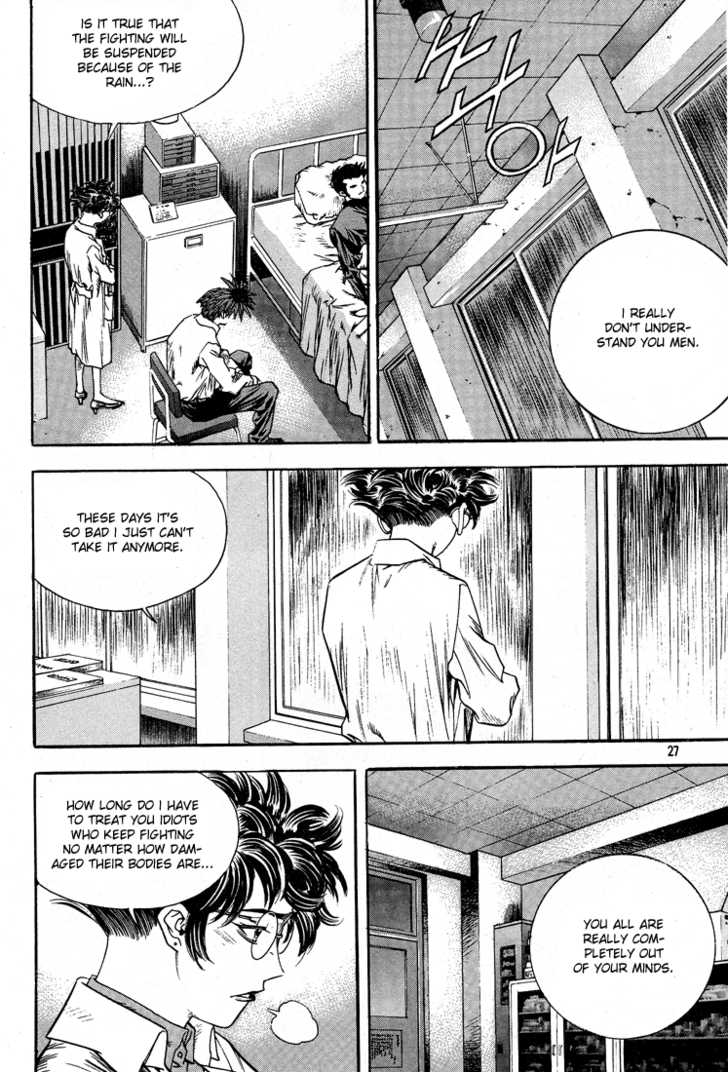 IS IT TRUE THAT
THE FIGHTING WILL
BE SUSPENDED
BECAUSE OF THE
RAIN...?
I REALLY
DON'T UNDER-
STAND YOU MEN.
THESE DAYS IT'S
SO BAD I JUST CAN'T
TAKE IT ANYMORE.
27
HOW LONG DO I HAVE
TO TREAT YOU IDIOTS
WHO KEEP FIGHTING
NO MATTER HOW DAM-
AGED THEIR BODIES ARE...
YOU ALL ARE
REALLY COM-
PLETELY OUT
OF YOUR MINDS.